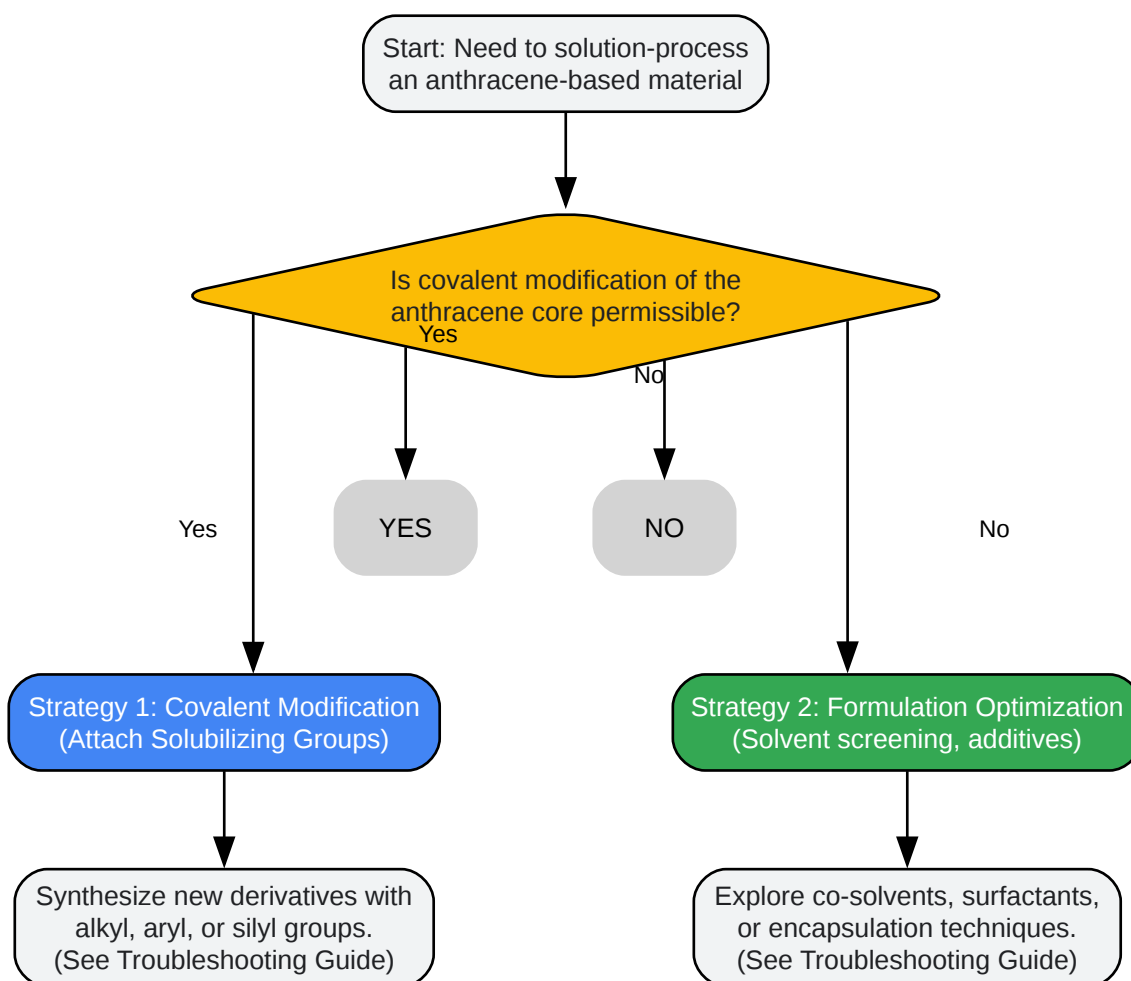 Start: Need to solution-process
an anthracene-based material
Is covalent modification of the
anthracene core permissible?
Yes
No
Yes
YES
NO
No
Strategy 1: Covalent Modification
(Attach Solubilizing Groups)
Strategy 2: Formulation Optimization
(Solvent screening, additives)
Synthesize new derivatives with
alkyl, aryl, or silyl groups.
(See Troubleshooting Guide)
Explore co-solvents, surfactants,
or encapsulation techniques.
(See Troubleshooting Guide)